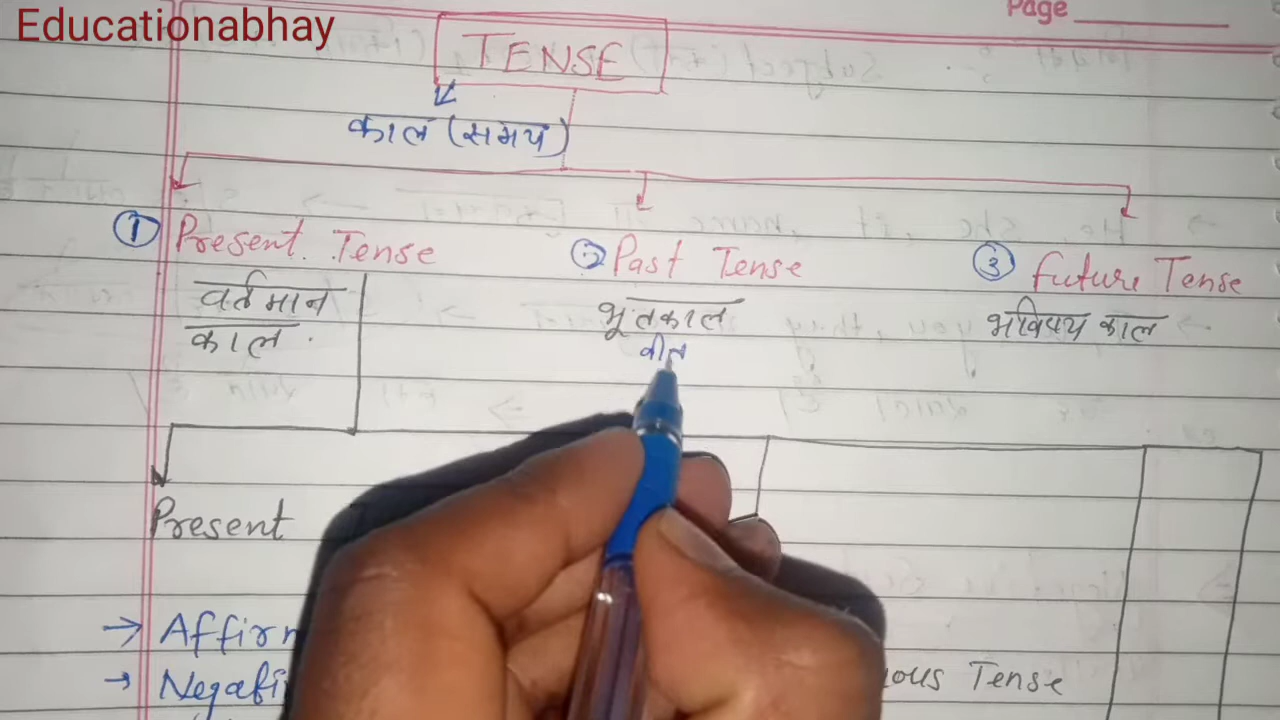 Educationabhay
Page
TENSE
काल (समय)
① Present Tense
② Past Tense
③ Future Tense
वर्तमान
काल
भूतकाल
भविषय काल
बीत
Present
→ Affirm
→ Negati
ous Tense